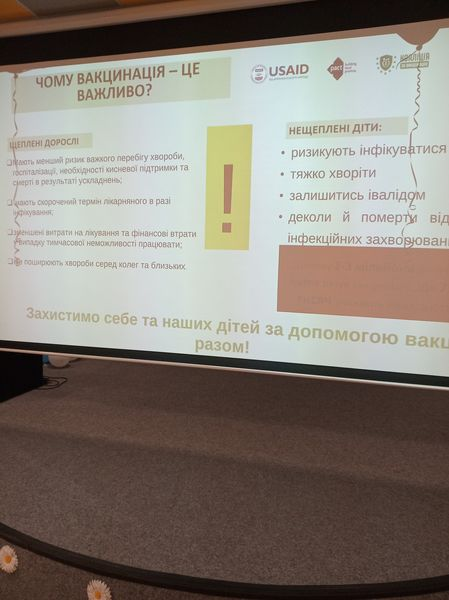 ЧОМУ ВАКЦИНАЦІЯ – ЦЕ
ВАЖЛИВО?
USAID
pact
КОАЛІЦІЯ
ЩЕПЛЕНІ ДОРОСЛІ
мають менший ризик важкого перебігу хвороби,
госпіталізації, необхідності кисневої підтримки та
смерті в результаті ускладнень;
мають скорочений термін лікарняного в разі
інфікування;
зменшені витрати на лікування та фінансові втрати
випадку тимчасової неможливості працювати;
не поширюють хвороби серед колег та близьких
!
НЕЩЕПЛЕНІ ДІТИ:
• ризикують інфікуватися
• тяжко хворіти
• залишитись івалідом
• деколи й померти від
інфекційних захворювань
Захистимо себе та наших дітей за допомогою вакц
разом!